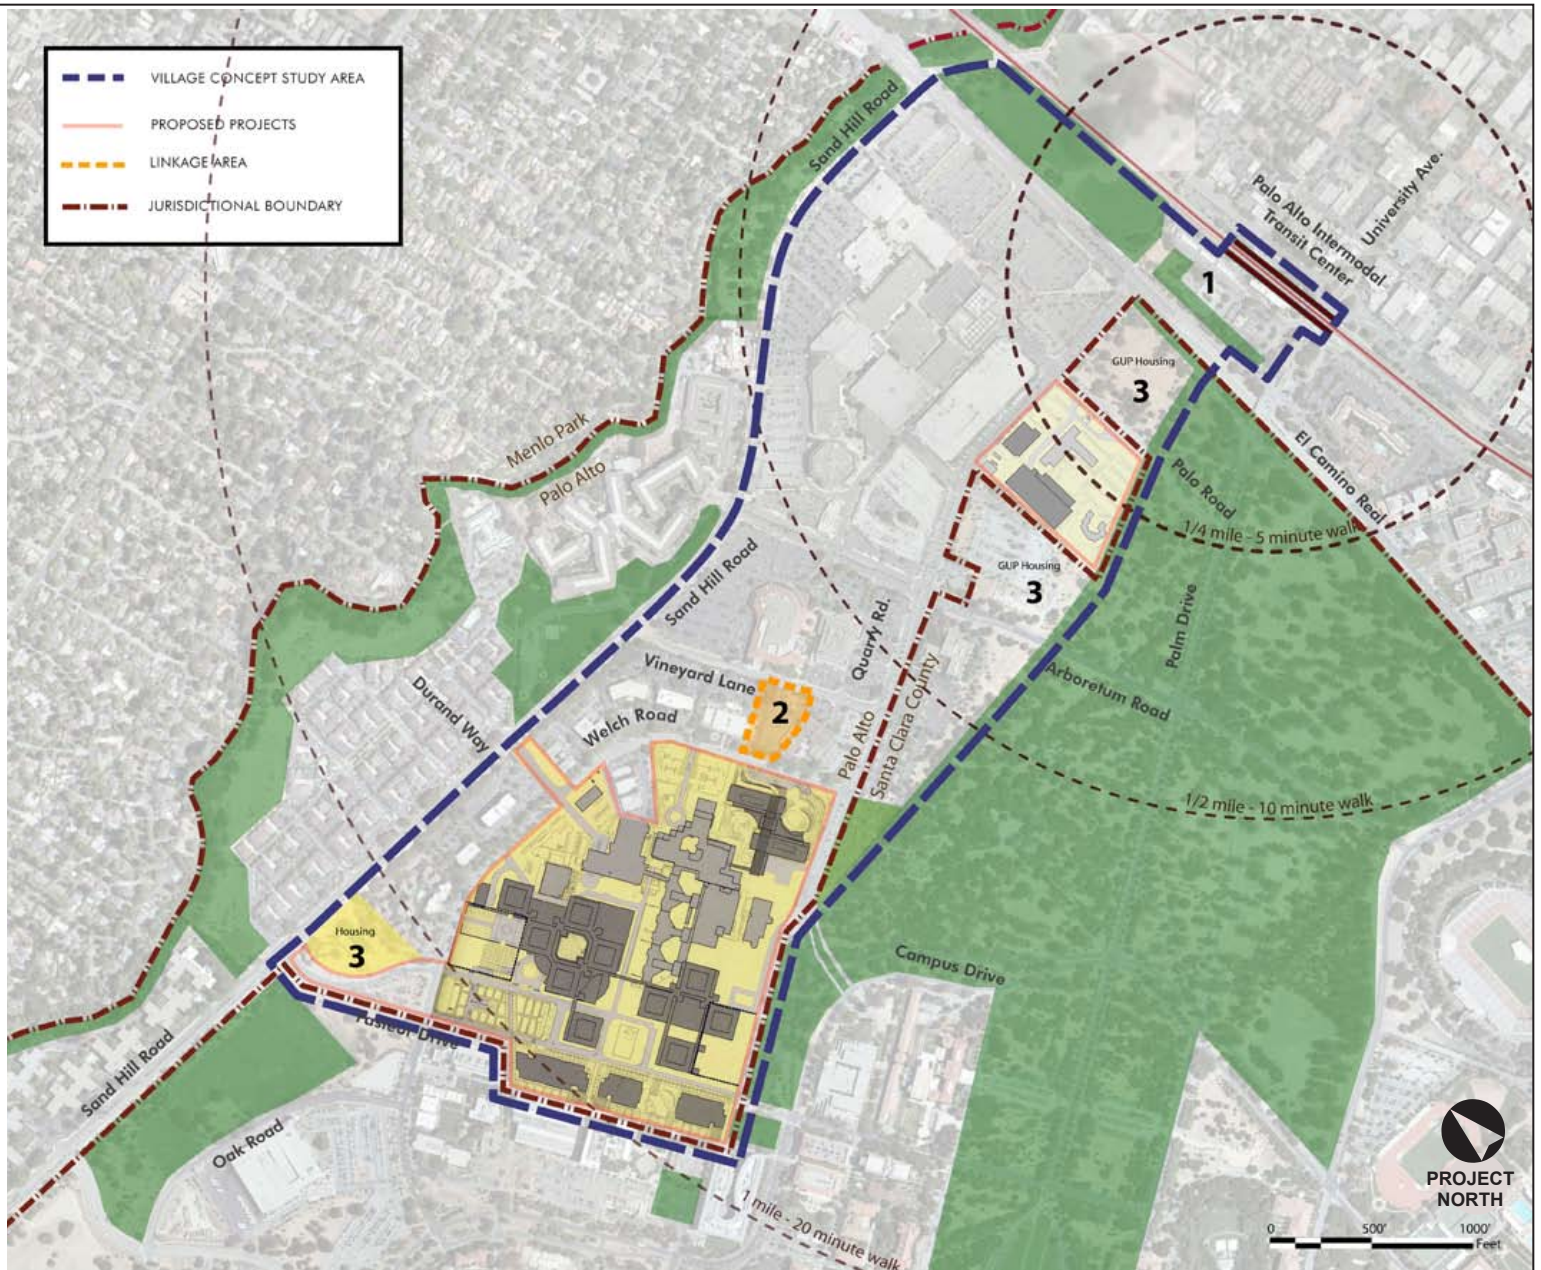 VILLAGE CONCEPT STUDY AREA
PROPOSED PROJECTS
LINKAGE AREA
JURISDICTIONAL BOUNDARY
Sand Hill Road
University Ave.
Palo Alto Intermodal
Transit Center
1
GUP Housing
3
Menlo Park
Palo Alto
El Camino Real
Palo Road
1/4 mile - 5 minute walk
Sand Hill Road
GUP Housing
3
Quarry Rd.
Palm Drive
Vineyard Lane
Arboretum Road
2
Durand Way
Welch Road
Palo Alto
Santa Clara County
1/2 mile - 10 minute walk
Housing
3
Campus Drive
Pasteur Drive
Sand Hill Road
Oak Road
1 mile - 20 minute walk
PROJECT
NORTH
0 500' 1000'
Feet